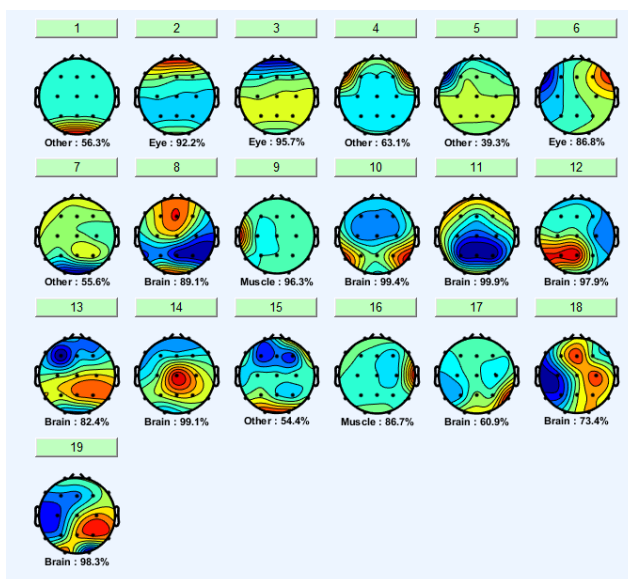 1 2 3 4 5 6
Other : 56.3% Eye : 92.2% Eye : 95.7% Other : 63.1% Other : 39.3% Eye : 86.8%
7 8 9 10 11 12
Other : 55.6% Brain : 89.1% Muscle : 96.3% Brain : 99.4% Brain : 99.9% Brain : 97.9%
13 14 15 16 17 18
Brain : 82.4% Brain : 99.1% Other : 54.4% Muscle : 86.7% Brain : 60.9% Brain : 73.4%
19
Brain : 98.3%